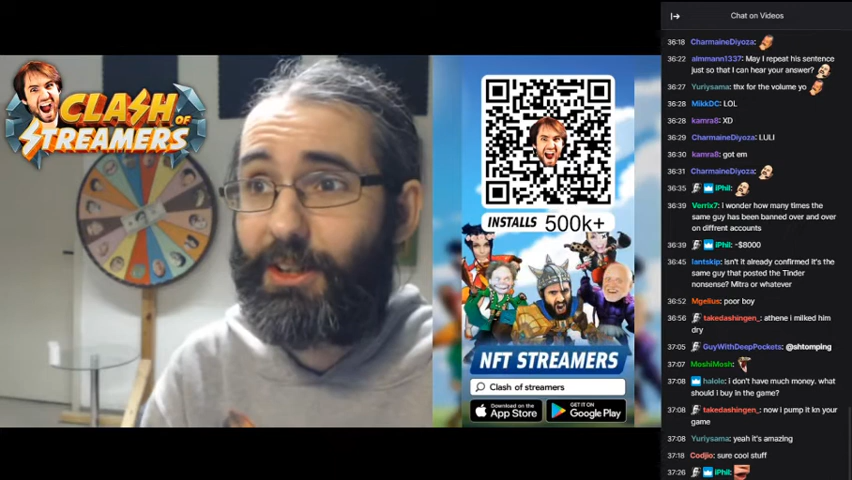 CLASH OF
STREAMERS
INSTALLS 500k+
NFT STREAMERS
Clash of streamers
Download on the
App Store
GET IT ON
Google Play
Chat on Videos
36:18 CharmaineDiyoza:
36:22 almmann1337: May I repeat his sentence
just so that I can hear your answer?
36:27 Yuriysama: thx for the volume yo
36:28 MikkDC: LOL
36:28 kamra8: XD
36:29 CharmaineDiyoza: LULI
36:30 kamra8: got em
36:31 CharmaineDiyoza:
36:35 iPhil:
36:39 Verrix7: i wonder how many times the
same guy has been banned over and over
on diffrent accounts
36:39 iPhil: ~$8000
36:45 lantskip: isn't it already confirmed it's the
same guy that posted the Tinder
nonsense? Mitra or whatever
36:52 Mgelius: poor boy
36:56 takedashingen_: athene i milked him
dry
37:05 GuyWithDeepPockets: @shtomping
37:07 MoshiMosh:
37:08 halole: i don't have much money. what
should I buy in the game?
37:08 takedashingen_: now i pump it kn your
game
37:08 Yuriysama: yeah it's amazing
37:18 Codjio: sure cool stuff
37:26 iPhil: